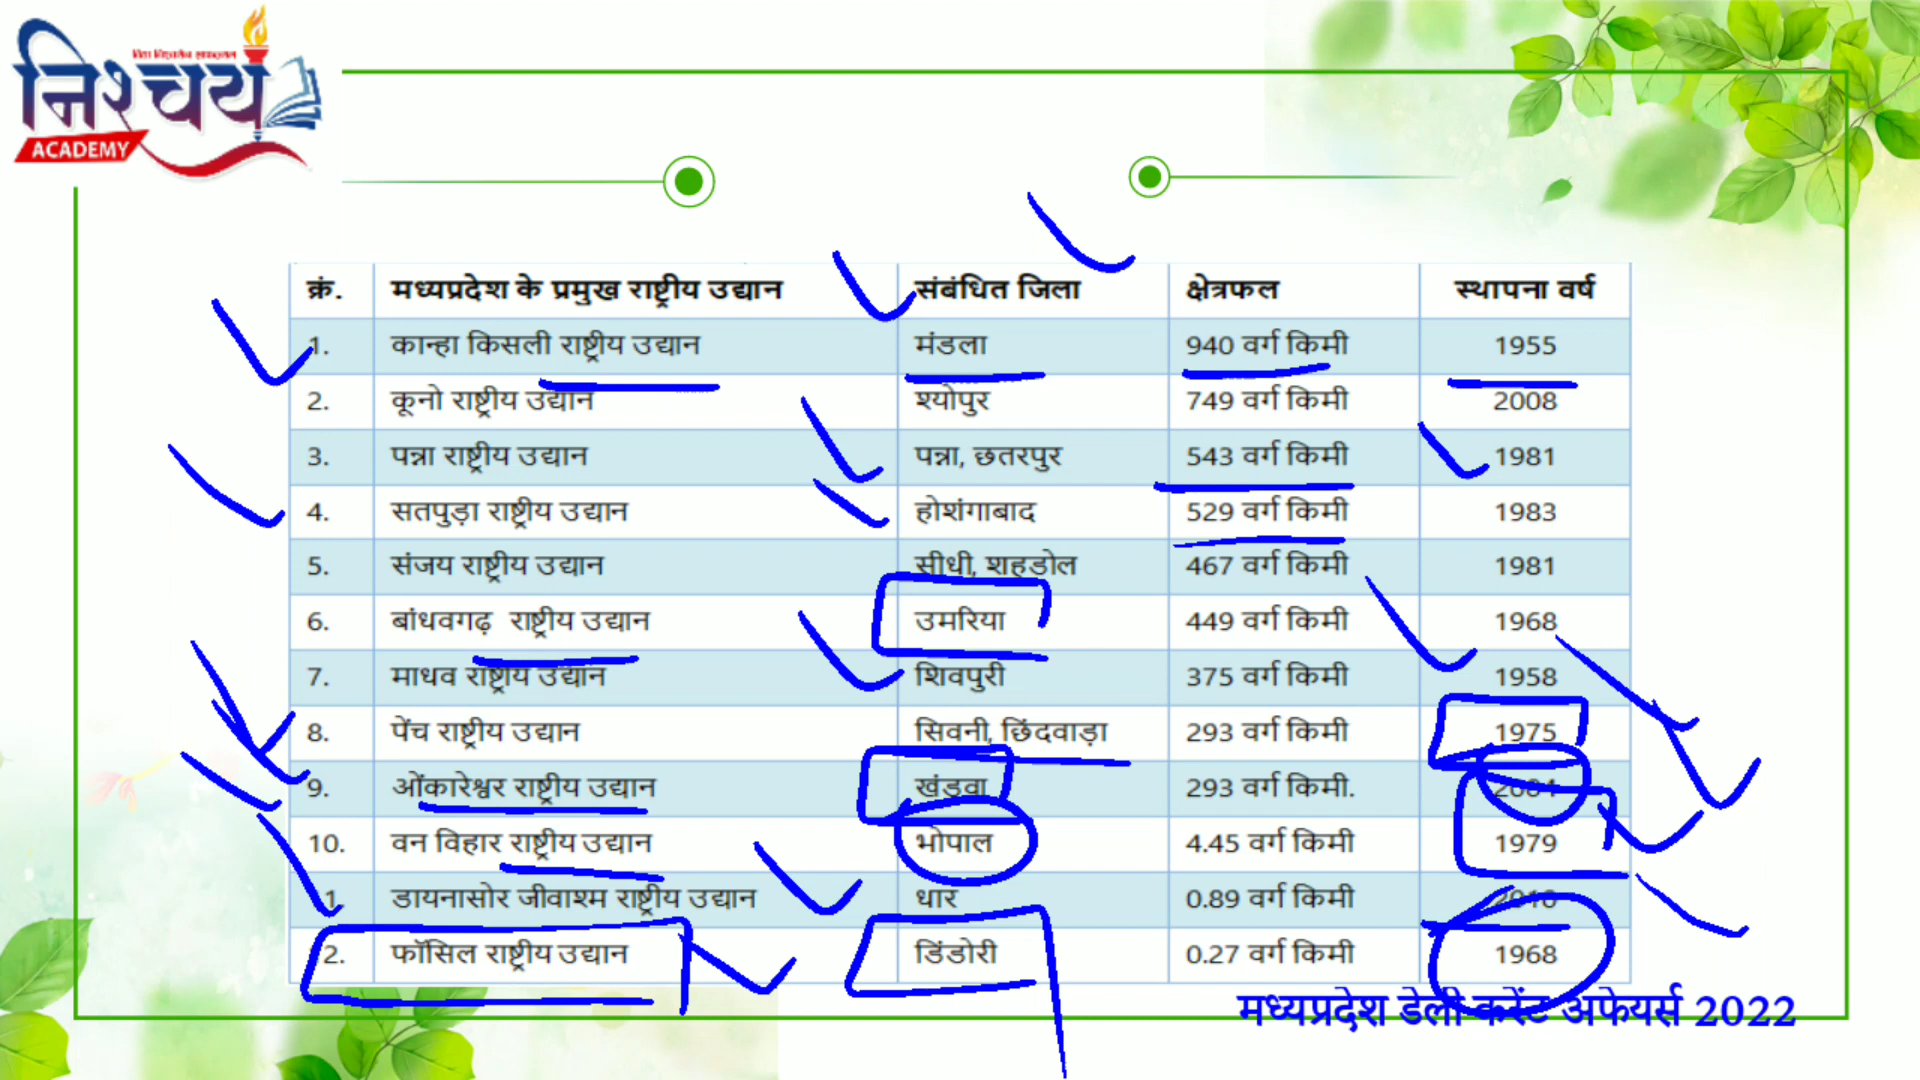 निश्चय
ACADEMY
क्रं. मध्यप्रदेश के प्रमुख राष्ट्रीय उद्यान संबंधित जिला क्षेत्रफल स्थापना वर्ष
1. कान्हा किसली राष्ट्रीय उद्यान मंडला 940 वर्ग किमी 1955
2. कूनो राष्ट्रीय उद्यान श्योपुर 749 वर्ग किमी 2008
3. पन्ना राष्ट्रीय उद्यान पन्ना, छतरपुर 543 वर्ग किमी 1981
4. सतपुड़ा राष्ट्रीय उद्यान होशंगाबाद 529 वर्ग किमी 1983
5. संजय राष्ट्रीय उद्यान सीधी, शहडोल 467 वर्ग किमी 1981
6. बांधवगढ़ राष्ट्रीय उद्यान उमरिया 449 वर्ग किमी 1968
7. माधव राष्ट्रीय उद्यान शिवपुरी 375 वर्ग किमी 1958
8. पेंच राष्ट्रीय उद्यान सिवनी, छिंदवाड़ा 293 वर्ग किमी 1975
9. ओंकारेश्वर राष्ट्रीय उद्यान खंडवा 293 वर्ग किमी. 2004
10. वन विहार राष्ट्रीय उद्यान भोपाल 4.45 वर्ग किमी 1979
1. डायनासोर जीवाश्म राष्ट्रीय उद्यान धार 0.89 वर्ग किमी 2010
2. फॉसिल राष्ट्रीय उद्यान डिंडोरी 0.27 वर्ग किमी 1968
मध्यप्रदेश डेली करेंट अफेयर्स 2022